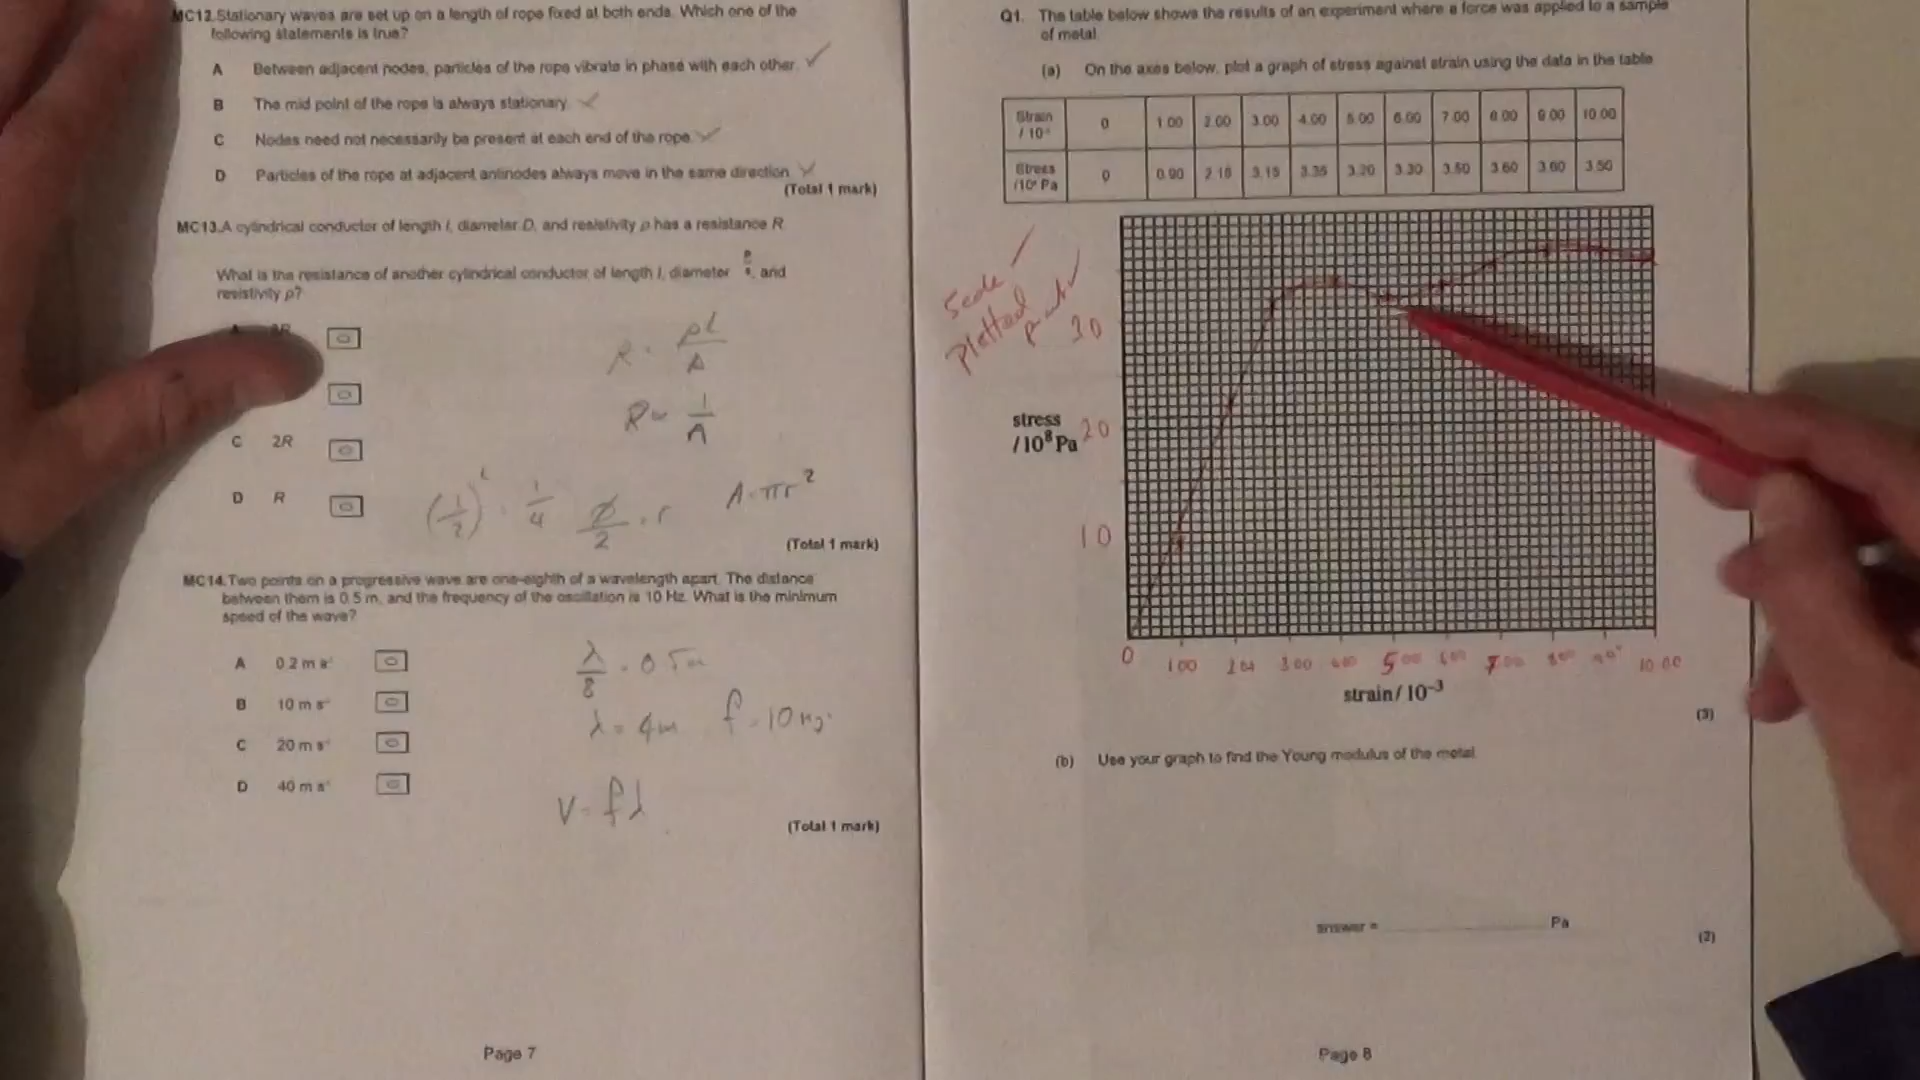 MC12. Stationary waves are set up on a length of rope fixed at both ends. Which one of the
following statements is true?
A Between adjacent nodes, particles of the rope vibrate in phase with each other.
B The mid point of the rope is always stationary.
C Nodes need not necessarily be present at each end of the rope.
D Particles of the rope at adjacent antinodes always move in the same direction.
(Total 1 mark)
MC13. A cylindrical conductor of length l, diameter D, and resistivity ρ has a resistance R.
What is the resistance of another cylindrical conductor of length l, diameter and
resistivity ρ?
R = ρl / A
R = 1 / A
C 2R
D R
(1/2)² = 1/4 D/2 = r A = πr²
(Total 1 mark)
MC14. Two points on a progressive wave are one-eighth of a wavelength apart. The distance
between them is 0.5 m, and the frequency of the oscillation is 10 Hz. What is the minimum
speed of the wave?
A 0.2 m s⁻¹
B 10 m s⁻¹
C 20 m s⁻¹
D 40 m s⁻¹
λ/8 = 0.5m
λ = 4m f = 10Hz
v = fλ
(Total 1 mark)
Page 7
Q1. The table below shows the results of an experiment where a force was applied to a sample
of metal.
(a) On the axes below, plot a graph of stress against strain using the data in the table
Strain 0 1.00 2.00 3.00 4.00 5.00 6.00 7.00 8.00 9.00 10.00
Stress 0 0.90 2.15 3.15 3.35 3.20 3.30 3.50 3.60 3.60 3.50
Scale
plotted
30
stress
/10⁸ Pa
20
10
0 1.00 3.00 5.00 7.00 10.00
strain/10⁻³
(3)
(b) Use your graph to find the Young modulus of the metal.
answer = Pa
(2)
Page 8